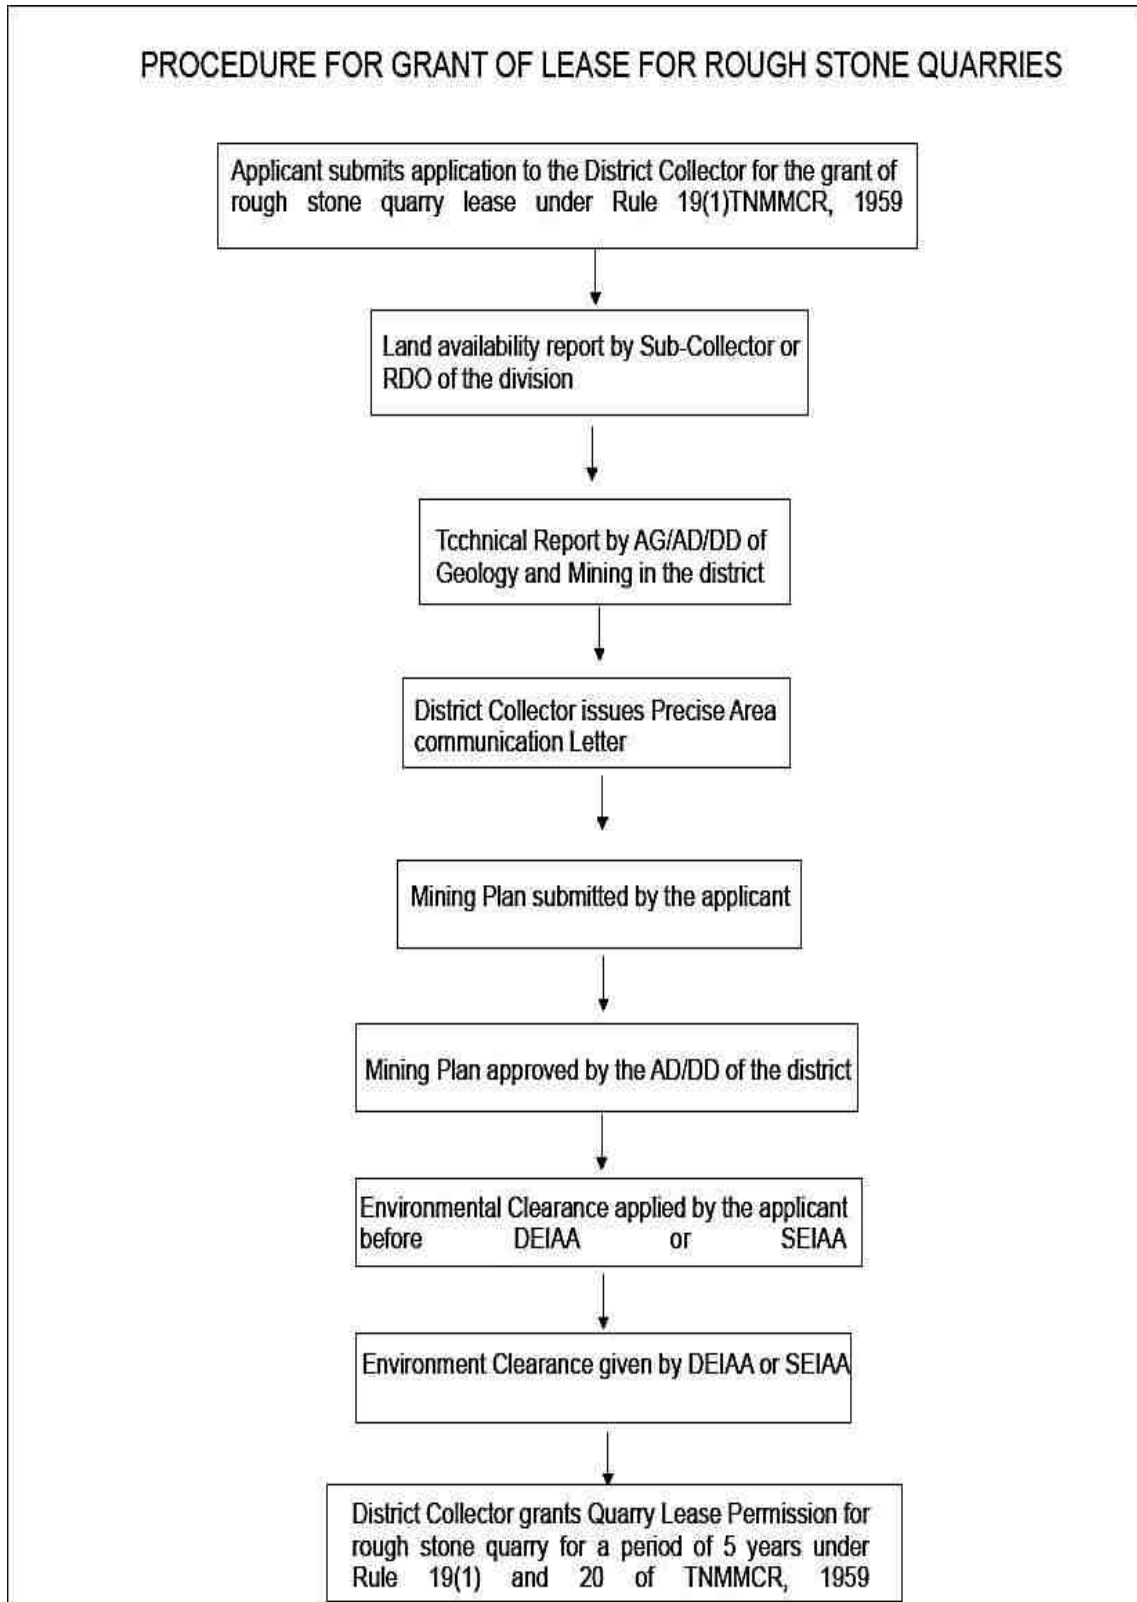 PROCEDURE FOR GRANT OF LEASE FOR ROUGH STONE QUARRIES
Applicant submits application to the District Collector for the grant of
rough stone quarry lease under Rule 19(1)TNMMCR, 1959
Land availability report by Sub-Collector or
RDO of the division
Tcchnical Report by AG/AD/DD of
Geology and Mining in the district
District Collector issues Precise Area
communication Letter
Mining Plan submitted by the applicant
Mining Plan approved by the AD/DD of the district
Environmental Clearance applied by the applicant
before DEIAA or SEIAA
Environment Clearance given by DEIAA or SEIAA
District Collector grants Quarry Lease Permission for
rough stone quarry for a period of 5 years under
Rule 19(1) and 20 of TNMMCR, 1959